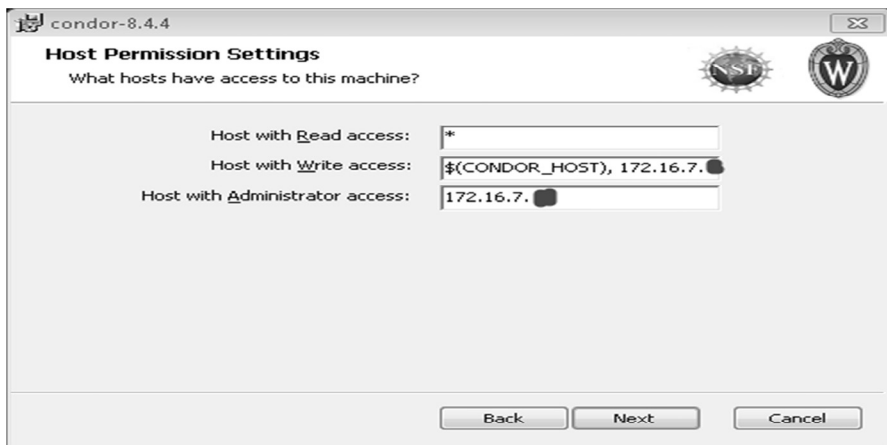 condor-8.4.4
Host Permission Settings
What hosts have access to this machine?
NSF
W
Host with Read access:
*
Host with Write access:
$(CONDOR_HOST), 172.16.7.
Host with Administrator access:
172.16.7.
Back
Next
Cancel